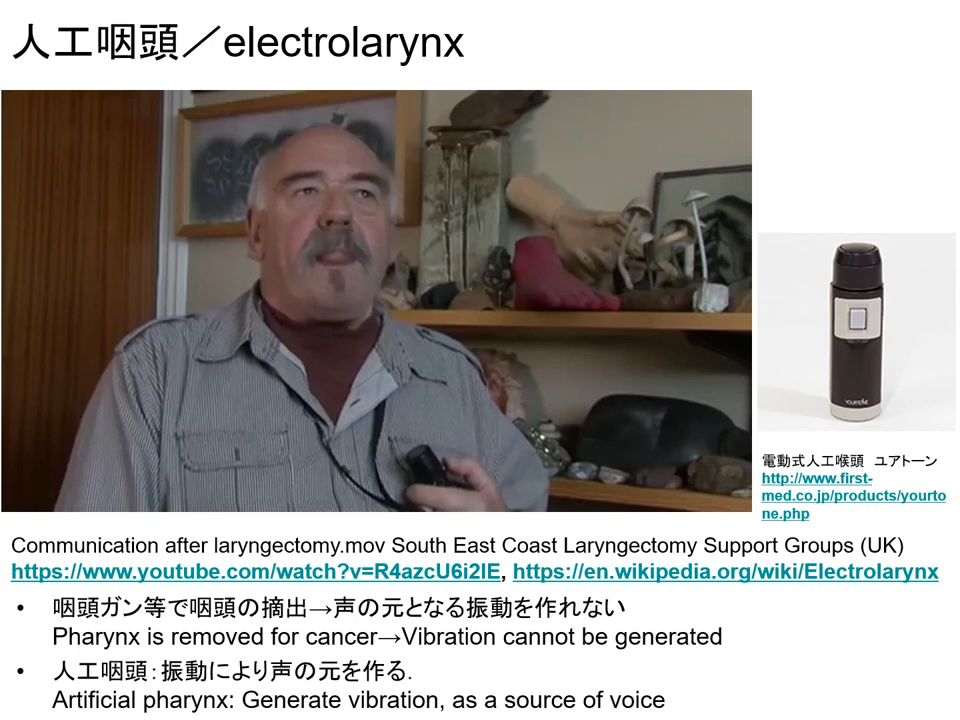 人工咽頭／electrolarynx
yourtone
電動式人工喉頭　ユアトーン
http://www.first-
med.co.jp/products/yourto
ne.php
Communication after laryngectomy.mov South East Coast Laryngectomy Support Groups (UK)
https://www.youtube.com/watch?v=R4azcU6i2IE, https://en.wikipedia.org/wiki/Electrolarynx
• 咽頭ガン等で咽頭の摘出→声の元となる振動を作れない
Pharynx is removed for cancer→Vibration cannot be generated
• 人工咽頭：振動により声の元を作る.
Artificial pharynx: Generate vibration, as a source of voice